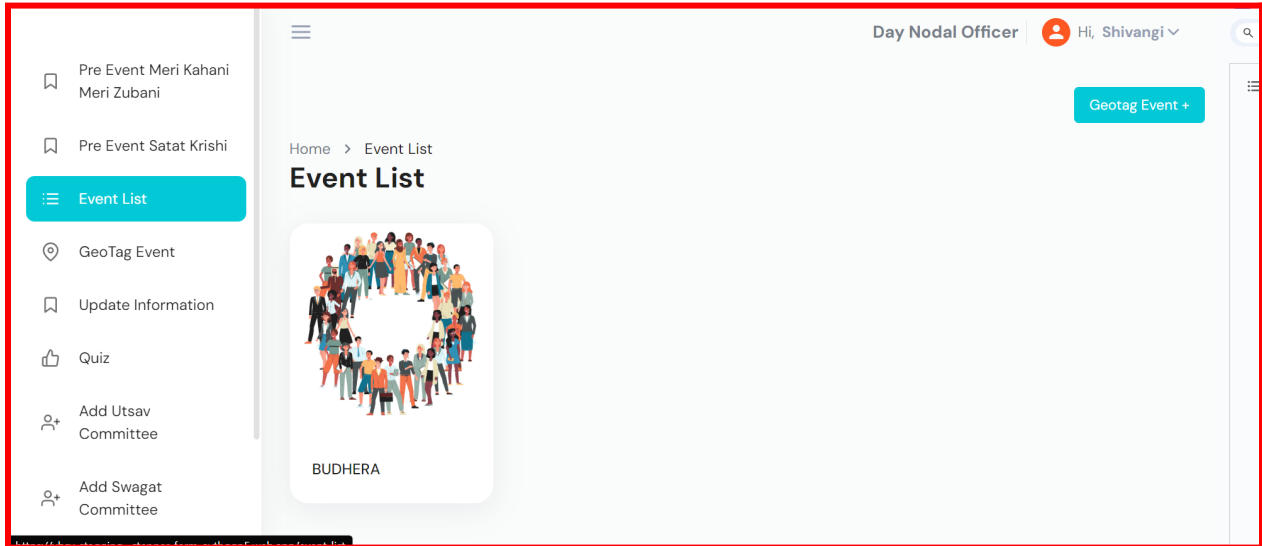 Day Nodal Officer
Hi, Shivangi
Pre Event Meri Kahani
Meri Zubani
Pre Event Satat Krishi
Event List
GeoTag Event
Update Information
Quiz
Add Utsav
Committee
Add Swagat
Committee
Geotag Event +
Home > Event List
Event List
BUDHERA